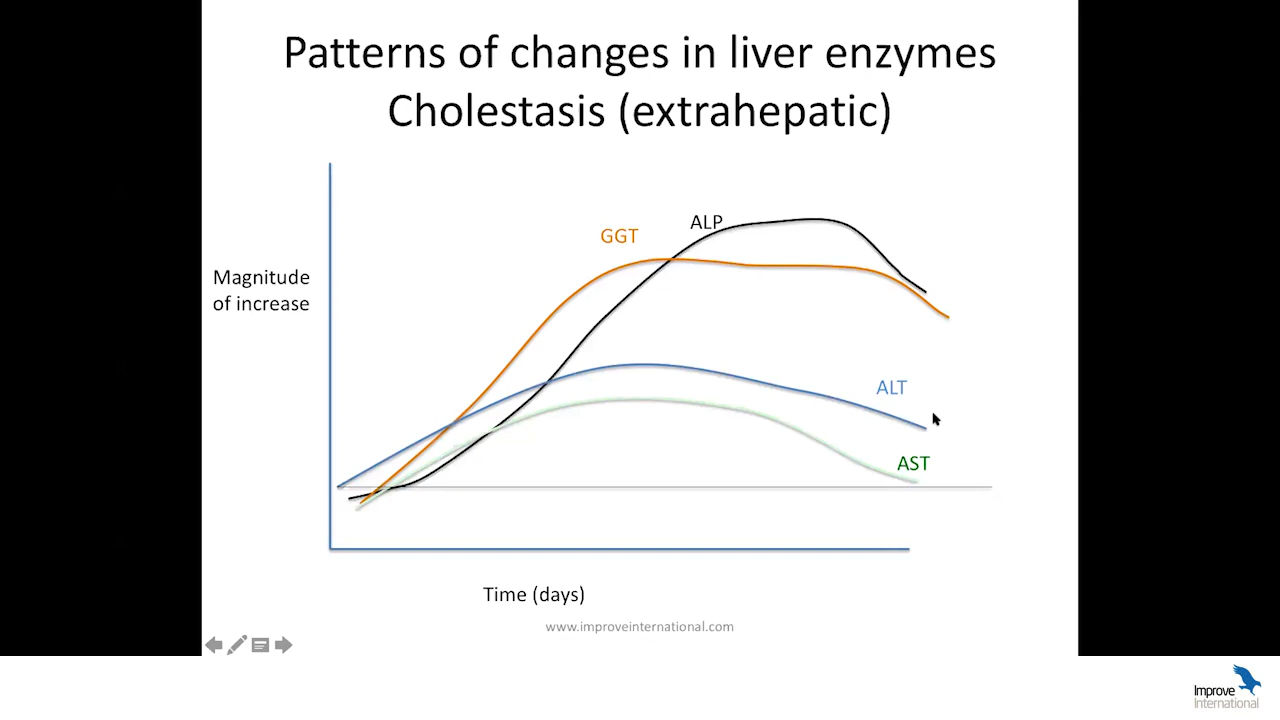 Patterns of changes in liver enzymes
Cholestasis (extrahepatic)
ALP
GGT
Magnitude
of increase
ALT
AST
Time (days)
www.improveinternational.com
Improve
International